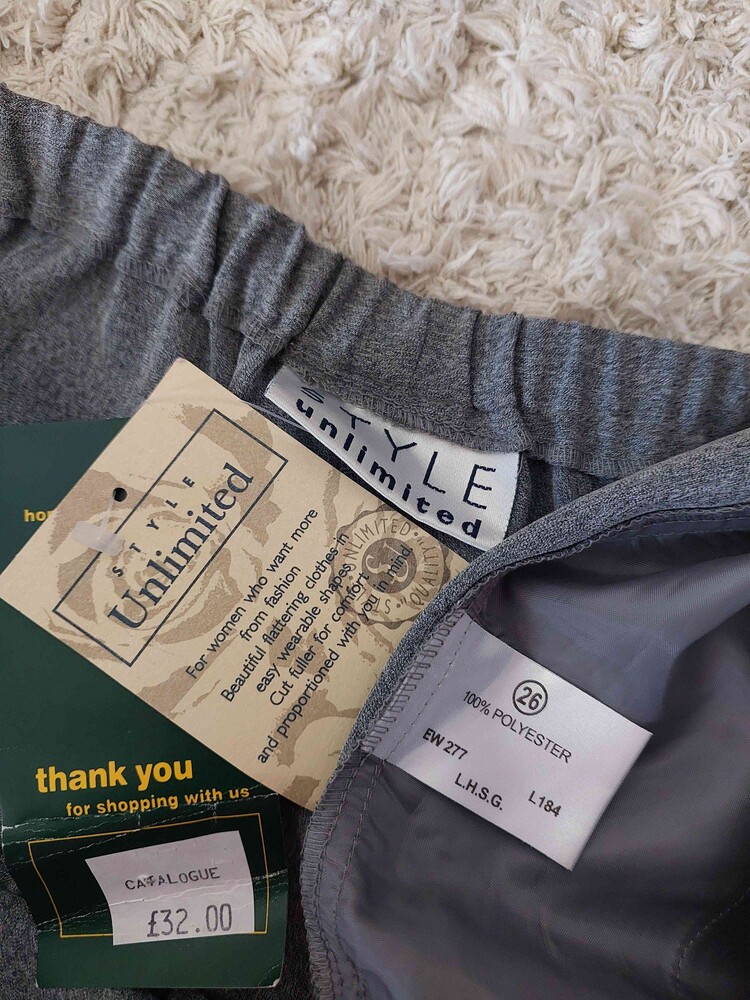 STYLE
unlimited
STYLE
Unlimited
For women who want more
from fashion
Beautiful flattering clothes in
easy wearable shapes
Cut fuller for comfort
and proportioned with you in mind.
UNLIMITED QUALITY
26
100% POLYESTER
EW 277
L.H.S.G. L184
thank you
for shopping with us
CATALOGUE
£32.00